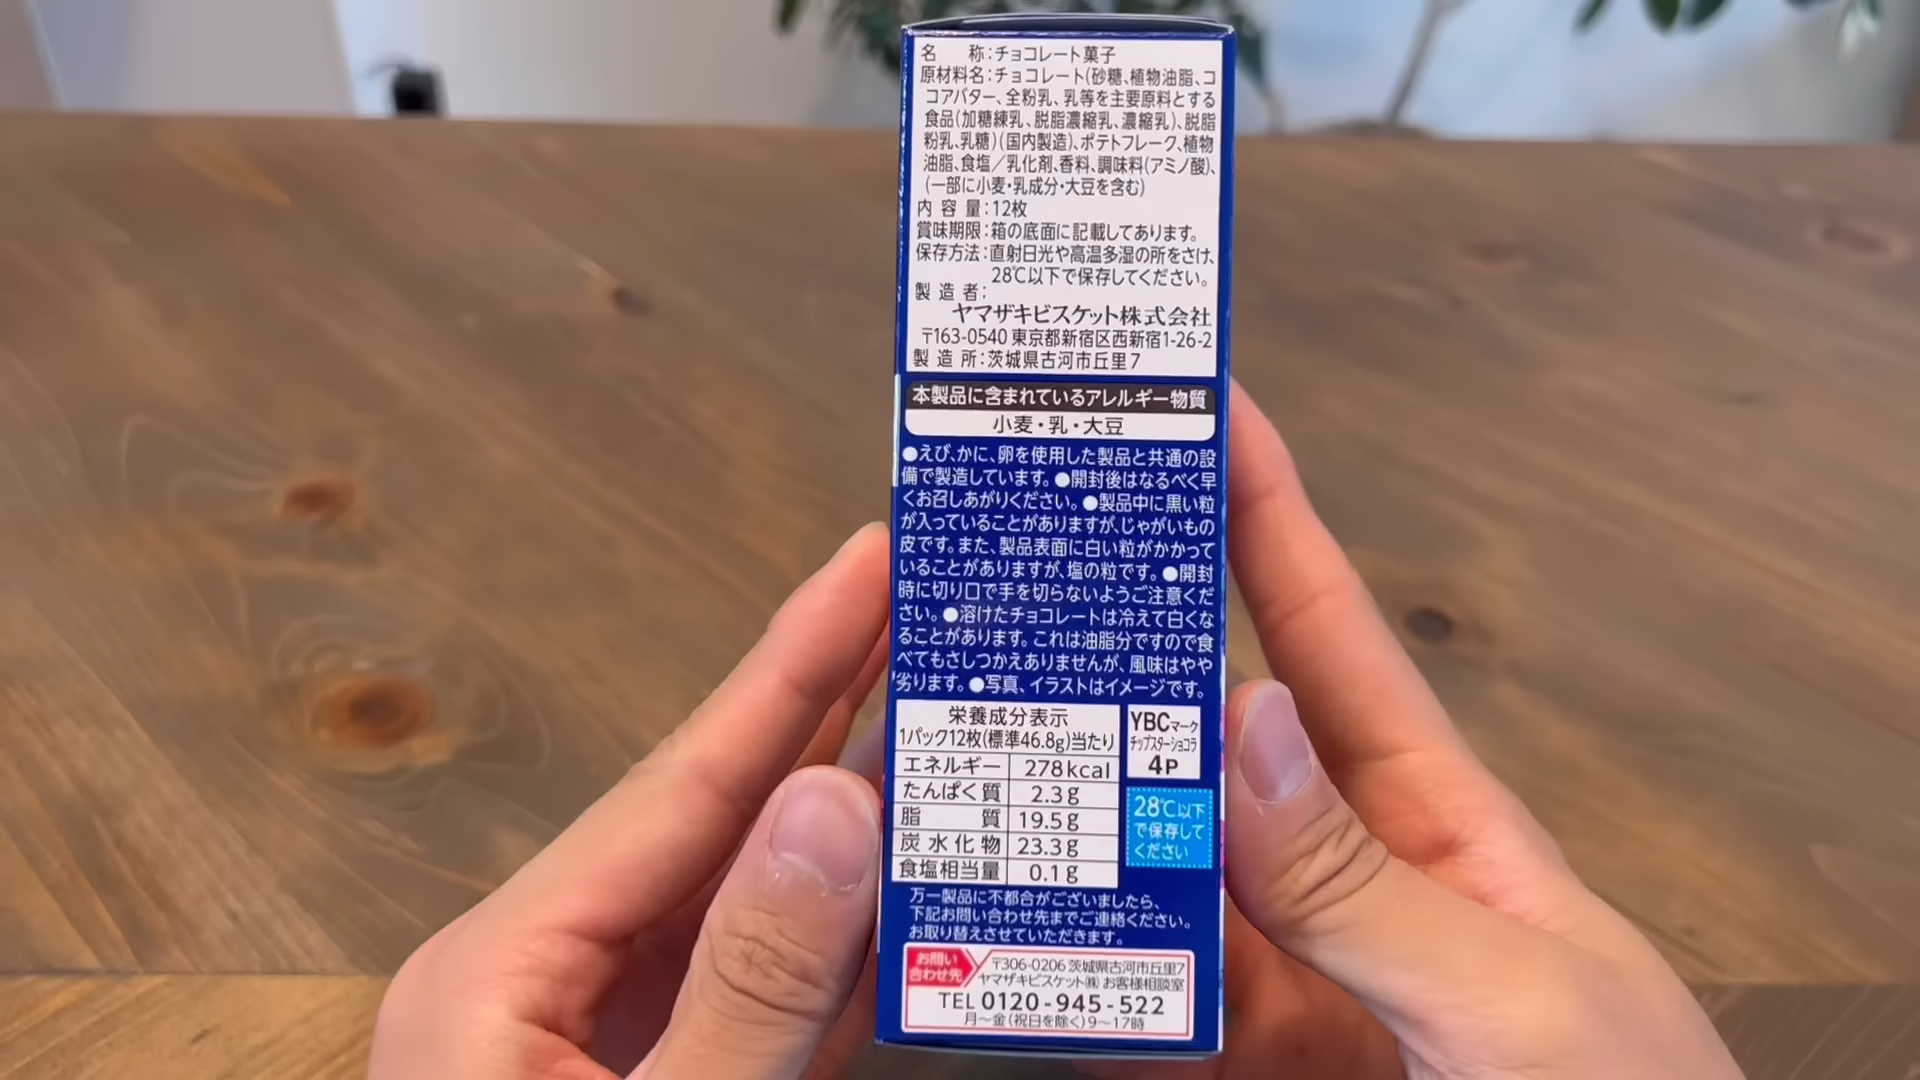 名 称:チョコレート菓子
原材料名:チョコレート(砂糖、植物油脂、コ
コアバター、全粉乳、乳等を主要原料とする
食品(加糖練乳、脱脂濃縮乳、濃縮乳)、脱脂
粉乳、乳糖)(国内製造)、ポテトフレーク、植物
油脂、食塩／乳化剤、香料、調味料(アミノ酸)、
(一部に小麦・乳成分・大豆を含む)
内容量:12枚
賞味期限:箱の底面に記載してあります。
保存方法:直射日光や高温多湿の所をさけ、
28℃以下で保存してください。
製造者:
ヤマザキビスケット株式会社
〒163-0540 東京都新宿区西新宿1-26-2
製造所:茨城県古河市丘里7
本製品に含まれているアレルギー物質
小麦・乳・大豆
●えび、かに、卵を使用した製品と共通の設
備で製造しています。●開封後はなるべく早
くお召しあがりください。●製品中に黒い粒
が入っていることがありますが、じゃがいもの
皮です。また、製品表面に白い粒がかかって
いることがありますが、塩の粒です。●開封
時に切り口で手を切らないようご注意くだ
さい。●溶けたチョコレートは冷えて白くな
ることがあります。これは油脂分ですので食
べてもさしつかえありませんが、風味はやや
劣ります。●写真、イラストはイメージです。
栄養成分表示
1パック12枚(標準46.8g)当たり
エネルギー 278kcal
たんぱく質 2.3g
脂質 19.5g
炭水化物 23.3g
食塩相当量 0.1g
YBCマーク
チップスターショコラ
4P
28℃以下
で保存して
ください
万一製品に不都合がございましたら、
下記お問い合わせ先までご連絡ください。
お取り替えさせていただきます。
お問い
合わせ先
〒306-0206 茨城県古河市丘里7
ヤマザキビスケット㈱ お客様相談室
TEL 0120-945-522
月〜金(祝日を除く)9〜17時